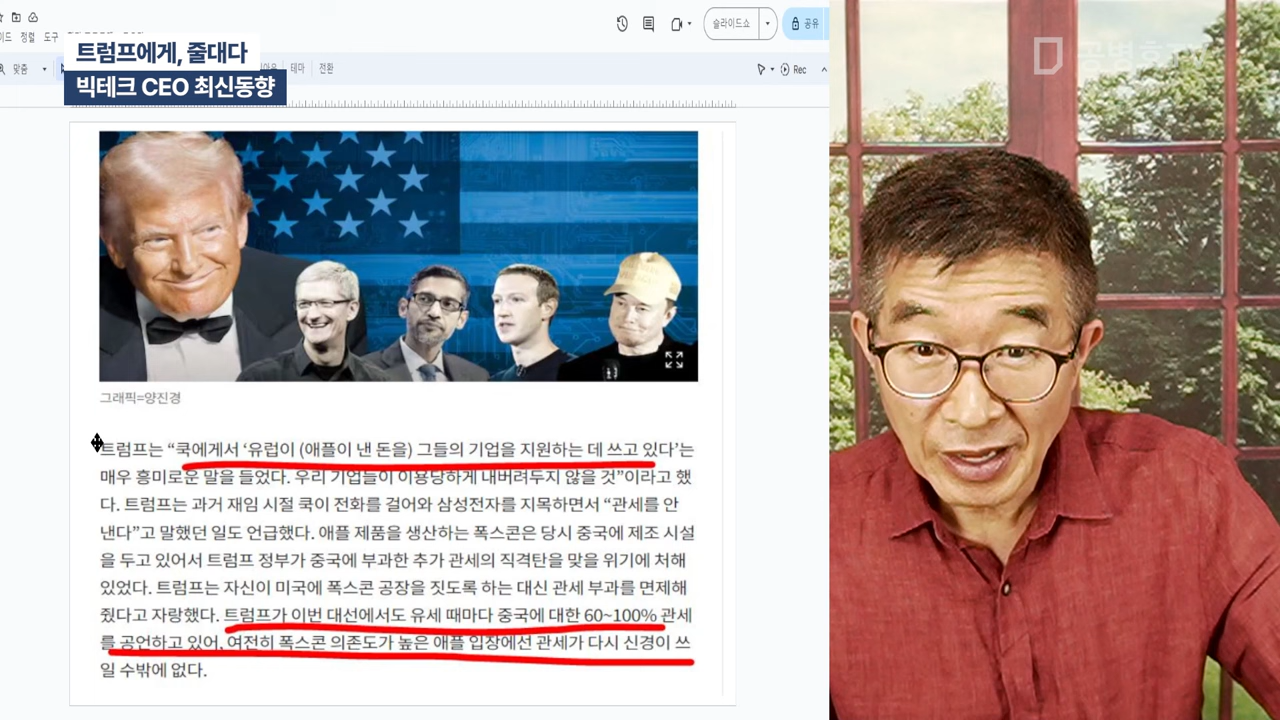 이드 정렬 도구
슬라이드쇼
공유
트럼프에게, 줄대다
빅테크 CEO 최신동향
맞춤
테마
전환
Rec
공병호TV
그래픽=양진경
트럼프는 “쿡에게서 ‘유럽이 (애플이 낸 돈을) 그들의 기업을 지원하는 데 쓰고 있다’는
매우 흥미로운 말을 들었다. 우리 기업들이 이용당하게 내버려두지 않을 것”이라고 했
다. 트럼프는 과거 재임 시절 쿡이 전화를 걸어와 삼성전자를 지목하면서 “관세를 안
낸다”고 말했던 일도 언급했다. 애플 제품을 생산하는 폭스콘은 당시 중국에 제조 시설
을 두고 있어서 트럼프 정부가 중국에 부과한 추가 관세의 직격탄을 맞을 위기에 처해
있었다. 트럼프는 자신이 미국에 폭스콘 공장을 짓도록 하는 대신 관세 부과를 면제해
줬다고 자랑했다. 트럼프가 이번 대선에서도 유세 때마다 중국에 대한 60~100% 관세
를 공언하고 있어, 여전히 폭스콘 의존도가 높은 애플 입장에선 관세가 다시 신경이 쓰
일 수밖에 없다.